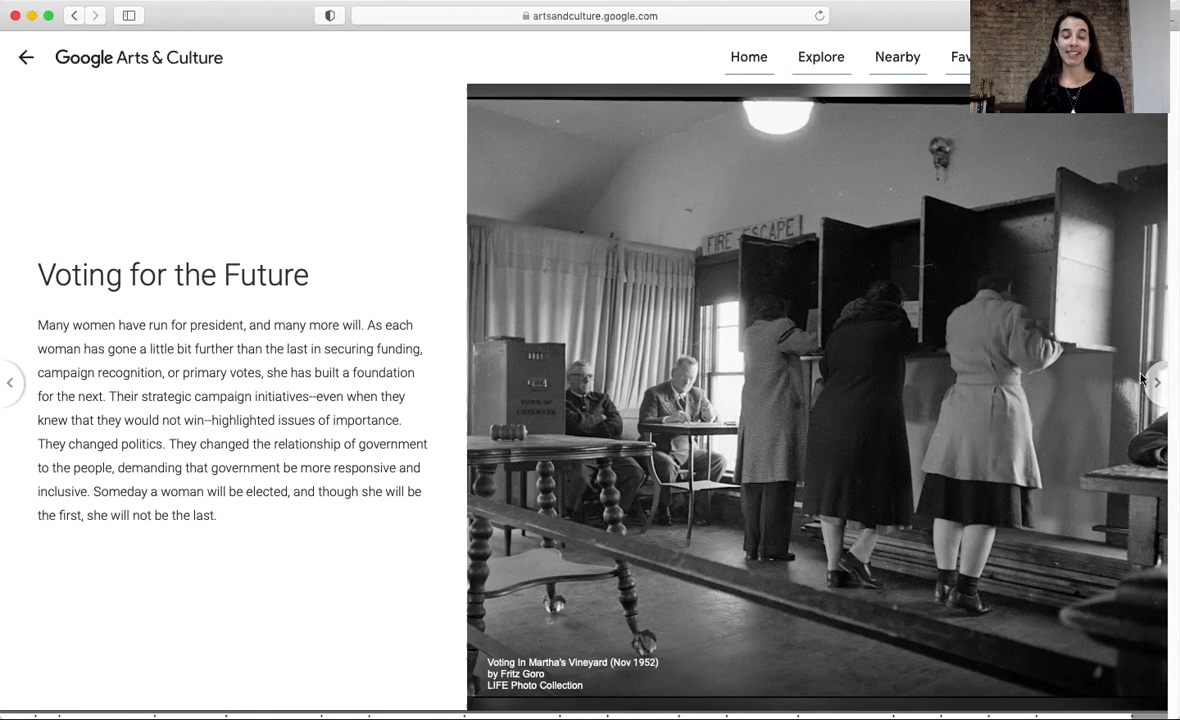 artsandculture.google.com
Google Arts & Culture
Home Explore Nearby
Voting for the Future
Many women have run for president, and many more will. As each
woman has gone a little bit further than the last in securing funding,
campaign recognition, or primary votes, she has built a foundation
for the next. Their strategic campaign initiatives--even when they
knew that they would not win--highlighted issues of importance.
They changed politics. They changed the relationship of government
to the people, demanding that government be more responsive and
inclusive. Someday a woman will be elected, and though she will be
the first, she will not be the last.
FIRE ESCAPE
TOWN OF
Voting In Martha's Vineyard (Nov 1952)
by Fritz Goro
LIFE Photo Collection